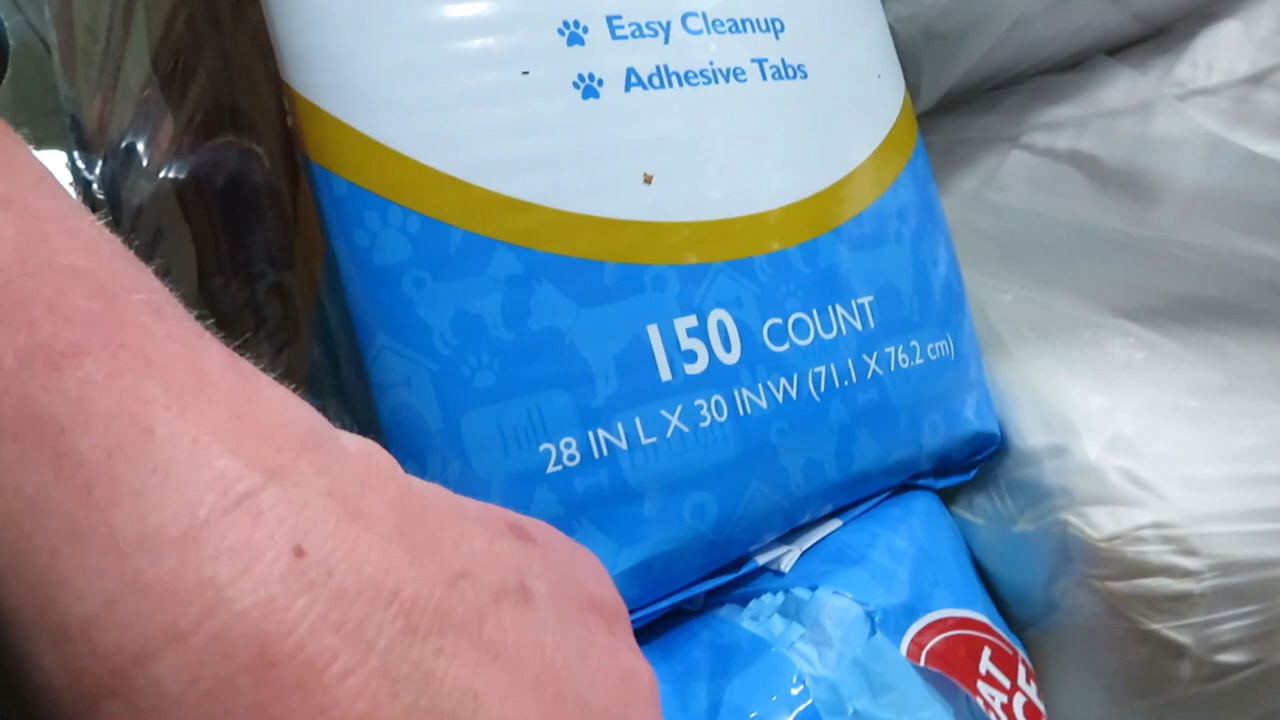 Easy Cleanup
Adhesive Tabs
150 COUNT
28 IN L X 30 IN W (71.1 X 76.2 cm)